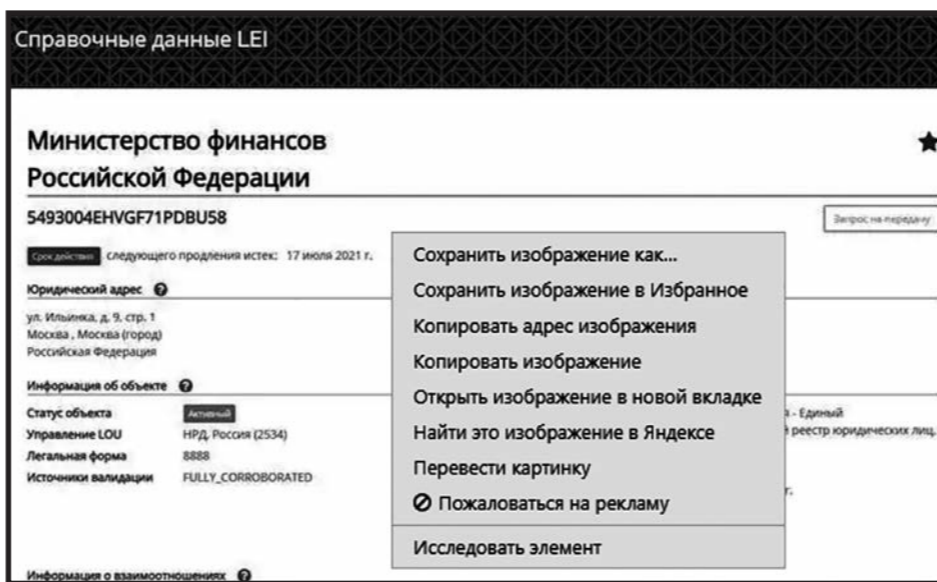 Справочные данные LEI
Министерство финансов
Российской Федерации
5493004EHVGF71PDBU58
Запрос на передачу
Срок действия следующего продления истек: 17 июля 2021 г.
Юридический адрес
ул. Ильинка, д. 9, стр. 1
Москва , Москва (город)
Российская Федерация
Информация об объекте
Статус объекта Активный
Управление LOU НРД, Россия (2534)
Легальная форма 8888
Источники валидации FULLY_CORROBORATED
Информация о взаимоотношениях
Сохранить изображение как...
Сохранить изображение в Избранное
Копировать адрес изображения
Копировать изображение
Открыть изображение в новой вкладке
Найти это изображение в Яндексе
Перевести картинку
Пожаловаться на рекламу
Исследовать элемент
- Единый
реестр юридических лиц.
г.